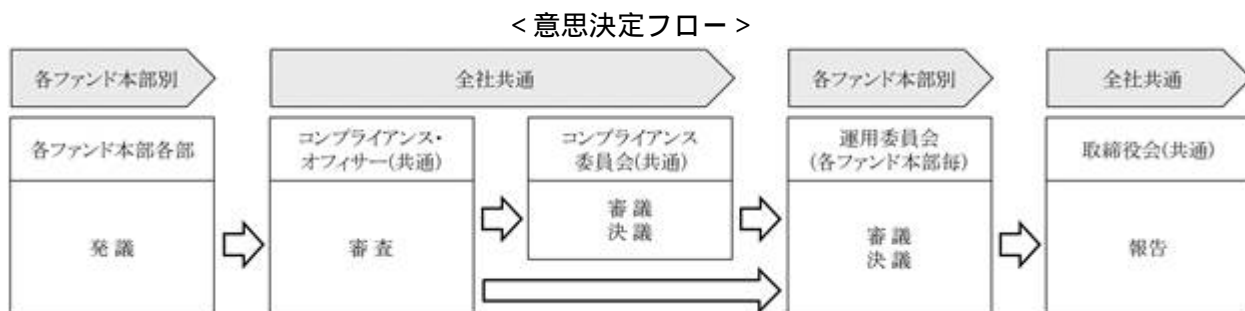 <意思決定フロー>
各ファンド本部別
全社共通
各ファンド本部別
全社共通
各ファンド本部各部
コンプライアンス・
オフィサー(共通)
コンプライアンス
委員会(共通)
運用委員会
(各ファンド本部毎)
取締役会(共通)
発議
審査
審議
決議
審議
決議
報告